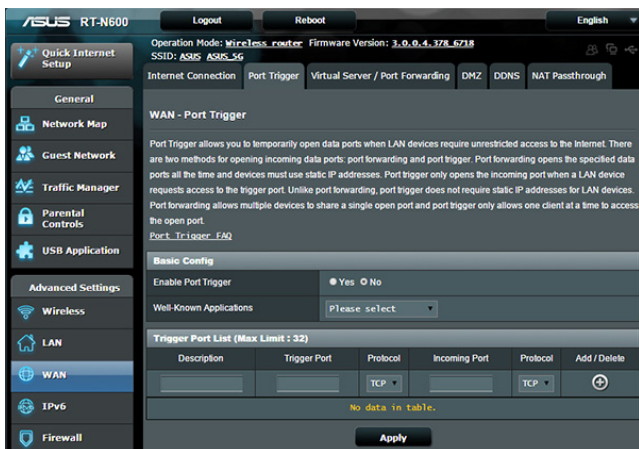 ASUS RT-N600
Logout
Reboot
English
Quick Internet
Setup
General
Network Map
Guest Network
Traffic Manager
Parental
Controls
USB Application
Advanced Settings
Wireless
LAN
WAN
IPv6
Firewall
Operation Mode: Wireless router Firmware Version: 3.0.0.4.378_6718
SSID: ASUS ASUS_5G
Internet Connection Port Trigger Virtual Server / Port Forwarding DMZ DDNS NAT Passthrough
WAN - Port Trigger
Port Trigger allows you to temporarily open data ports when LAN devices require unrestricted access to the Internet. There
are two methods for opening incoming data ports: port forwarding and port trigger. Port forwarding opens the specified data
ports all the time and devices must use static IP addresses. Port trigger only opens the incoming port when a LAN device
requests access to the trigger port. Unlike port forwarding, port trigger does not require static IP addresses for LAN devices.
Port forwarding allows multiple devices to share a single open port and port trigger only allows one client at a time to access
the open port.
Port Trigger FAQ
Basic Config
Enable Port Trigger Yes No
Well-Known Applications Please select
Trigger Port List (Max Limit : 32)
Description Trigger Port Protocol Incoming Port Protocol Add / Delete
TCP TCP
No data in table.
Apply